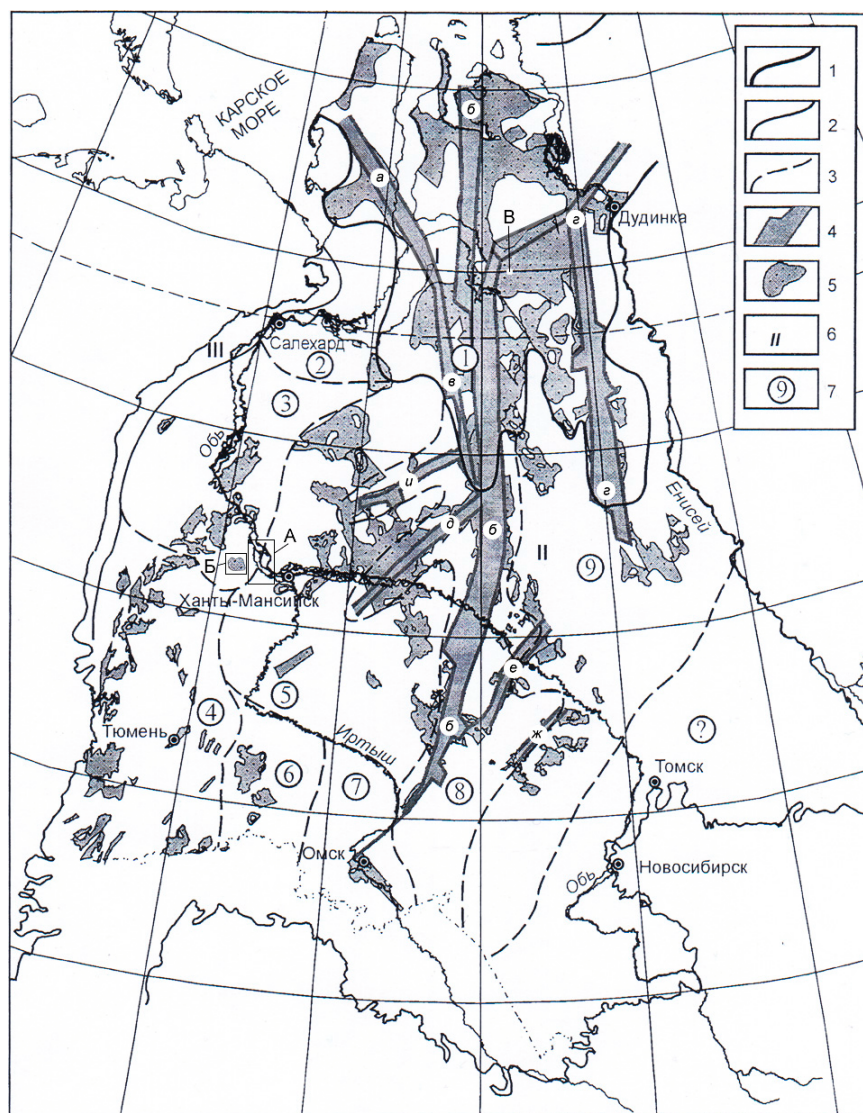 КАРСКОЕ
МОРЕ
1
2
3
4
5
II
6
9
7
б
а
В
г
Дудинка
I
III
Салехард
2
1
3
в
Обь
и
г
Енисей
д
б
II
9
А
Б
Ханты-Мансийск
е
5
4
б
ж
?
Тюмень
Иртыш
6
7
8
Томск
Омск
Обь
Новосибирск